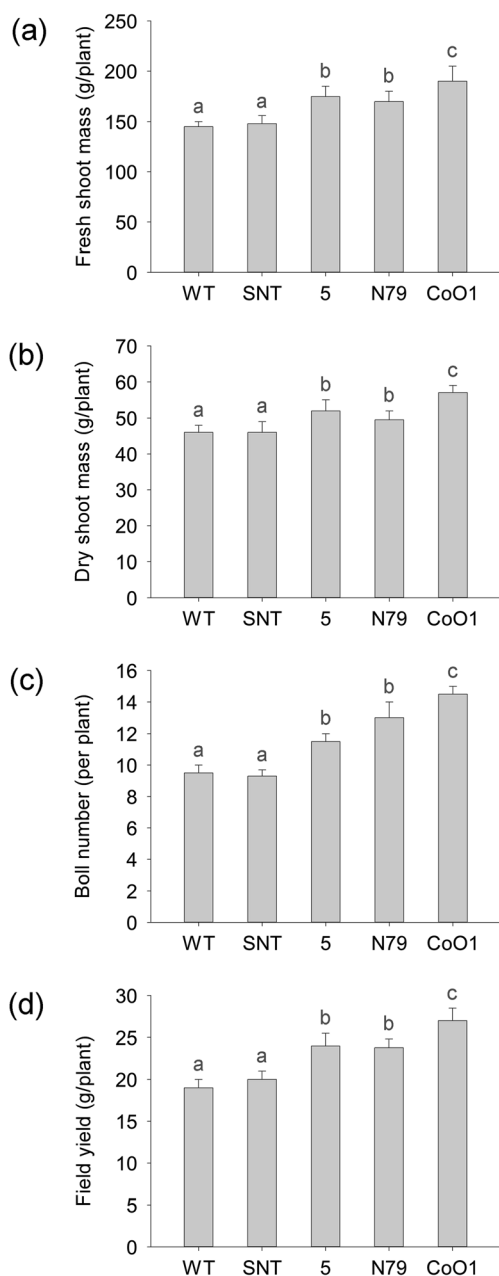 (a)
Fresh shoot mass (g/plant)
250
200
150
100
50
0
a
a
b
b
c
WT SNT 5 N79 CoO1
(b)
Dry shoot mass (g/plant)
70
60
50
40
30
20
10
0
a
a
b
b
c
WT SNT 5 N79 CoO1
(c)
Boll number (per plant)
16
14
12
10
8
6
4
2
0
a
a
b
b
c
WT SNT 5 N79 CoO1
(d)
Field yield (g/plant)
30
25
20
15
10
5
0
a
a
b
b
c
WT SNT 5 N79 CoO1